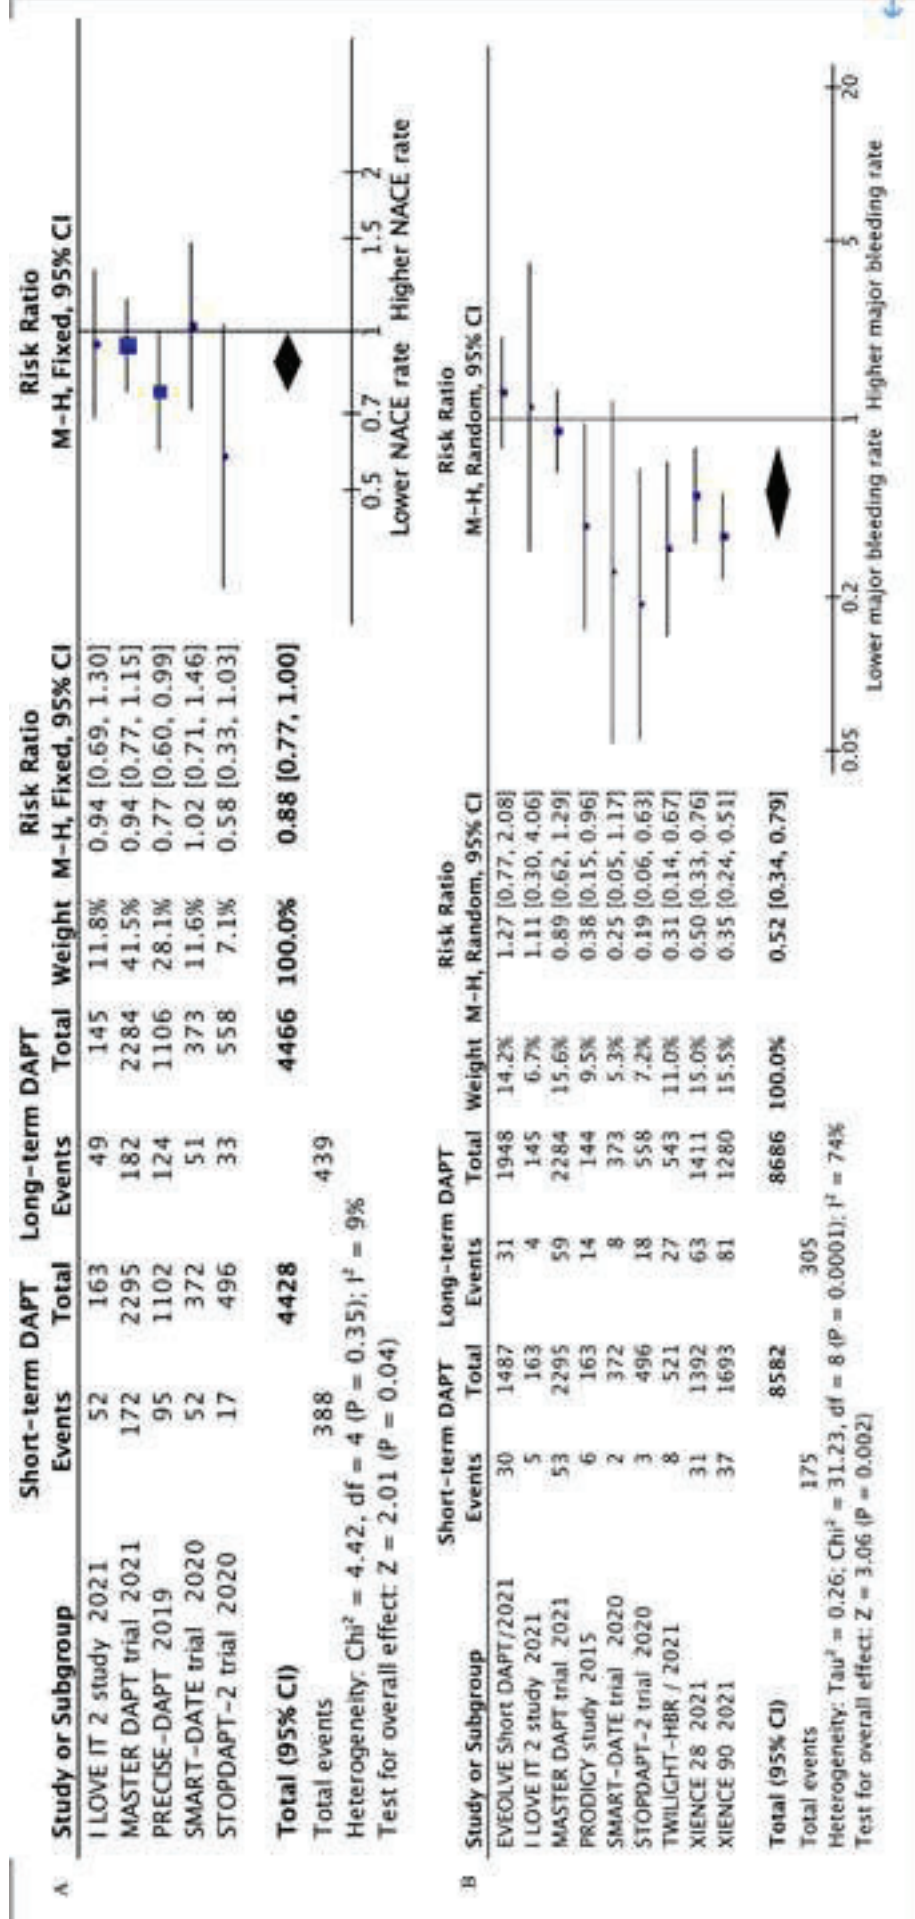 A
Short-term DAPT Long-term DAPT Risk Ratio Risk Ratio
Study or Subgroup Events Total Events Total Weight M-H, Fixed, 95% CI M-H, Fixed, 95% CI
I LOVE IT 2 study 2021 52 163 49 145 11.8% 0.94 [0.69, 1.30]
MASTER DAPT trial 2021 172 2295 182 2284 41.5% 0.94 [0.77, 1.15]
PRECISE-DAPT 2019 95 1102 124 1106 28.1% 0.77 [0.60, 0.99]
SMART-DATE trial 2020 52 372 51 373 11.6% 1.02 [0.71, 1.46]
STOPDAPT-2 trial 2020 17 496 33 558 7.1% 0.58 [0.33, 1.03]
Total (95% CI) 4428 4466 100.0% 0.88 [0.77, 1.00]
Total events 388 439
Heterogeneity: Chi² = 4.42, df = 4 (P = 0.35); I² = 9%
Test for overall effect: Z = 2.01 (P = 0.04)
0.5 0.7 1 1.5 2
Lower NACE rate Higher NACE rate
B
Short-term DAPT Long-term DAPT Risk Ratio Risk Ratio
Study or Subgroup Events Total Events Total Weight M-H, Random, 95% CI M-H, Random, 95% CI
EVEOLVE Short DAPT/2021 30 1487 31 1948 14.2% 1.27 [0.77, 2.08]
I LOVE IT 2 study 2021 5 163 4 145 6.7% 1.11 [0.30, 4.06]
MASTER DAPT trial 2021 53 2295 59 2284 15.6% 0.89 [0.62, 1.29]
PRODIGY study 2015 6 163 14 144 9.5% 0.38 [0.15, 0.96]
SMART-DATE trial 2020 2 372 8 373 5.3% 0.25 [0.05, 1.17]
STOPDAPT-2 trial 2020 3 496 18 558 7.2% 0.19 [0.06, 0.63]
TWILIGHT-HBR / 2021 8 521 27 543 11.0% 0.31 [0.14, 0.67]
XIENCE 28 2021 31 1392 63 1411 15.0% 0.50 [0.33, 0.76]
XIENCE 90 2021 37 1693 81 1280 15.5% 0.35 [0.24, 0.51]
Total (95% CI) 8582 8686 100.0% 0.52 [0.34, 0.79]
Total events 175 305
Heterogeneity: Tau² = 0.26; Chi² = 31.23, df = 8 (P = 0.0001); I² = 74%
Test for overall effect: Z = 3.06 (P = 0.002)
0.05 0.2 1 5 20
Lower major bleeding rate Higher major bleeding rate